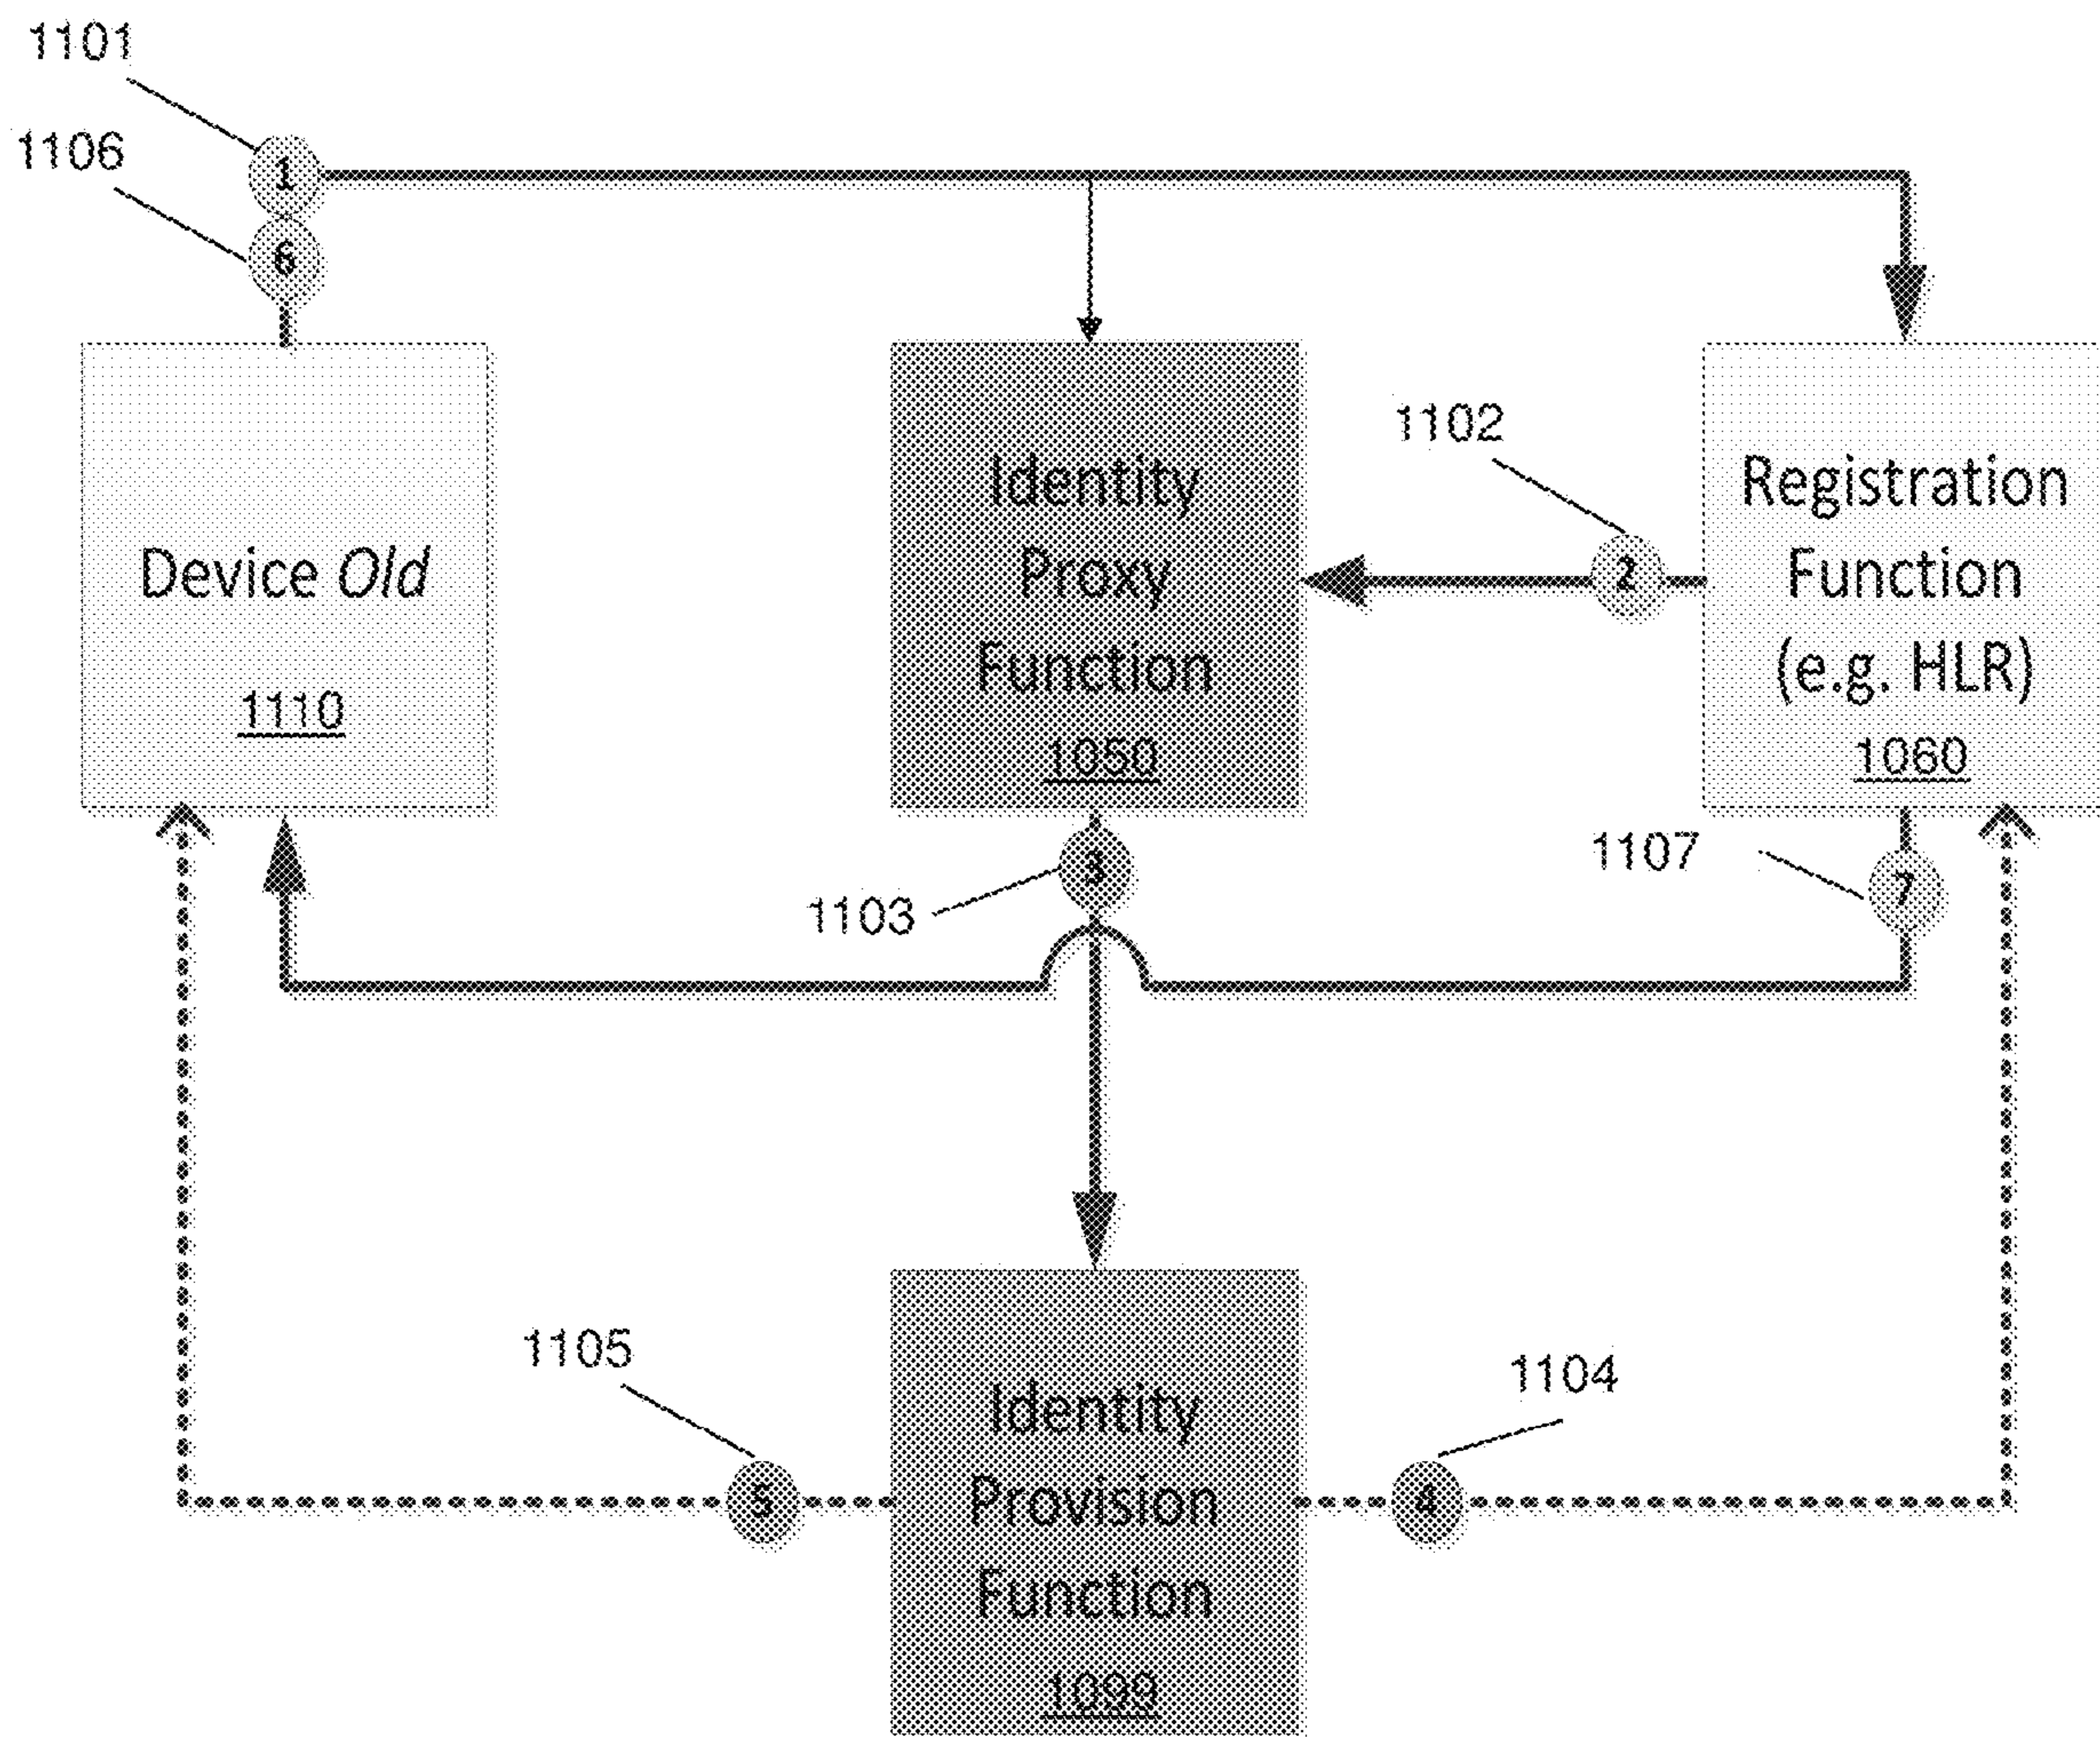 1101
1106
1
6
Device Old
1110
Identity
Proxy
Function
1050
1102
2
Registration
Function
(e.g. HLR)
1060
1103
3
1107
7
1105
5
Identity
Provision
Function
1099
1104
4